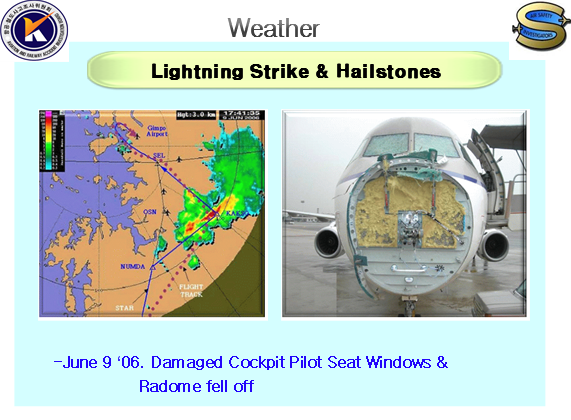 Weather
AIR SAFETY
INVESTIGATORS
Lightning Strike & Hailstones
Hgt:3.0 km
17:41:35
9 JUN 2006
Gimpo
Airport
SEL
OSN
KAKSO
NUMDA
FLIGHT
TRACK
STAR
-June 9 ‘06. Damaged Cockpit Pilot Seat Windows &
Radome fell off